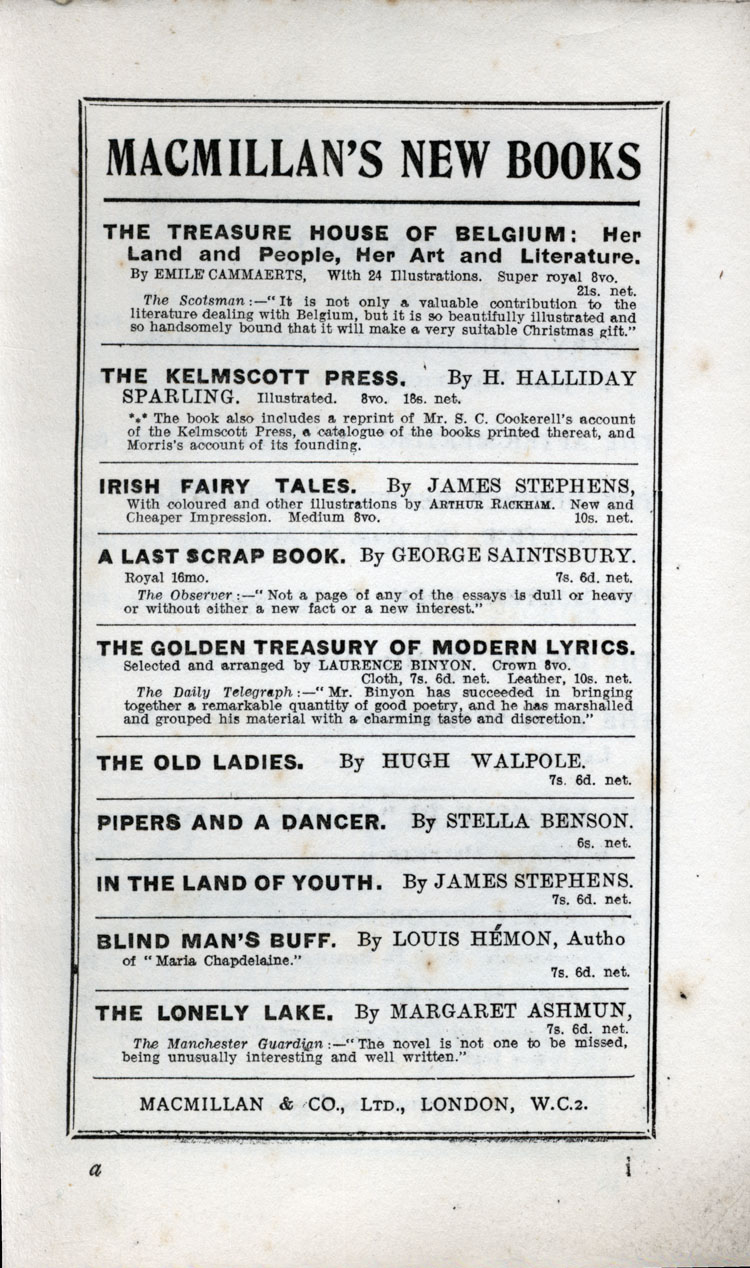 MACMILLAN'S NEW BOOKS
THE TREASURE HOUSE OF BELGIUM: Her
Land and People, Her Art and Literature.
By EMILE CAMMAERTS, With 24 Illustrations. Super royal 8vo.
21s. net.
The Scotsman:—"It is not only a valuable contribution to the
literature dealing with Belgium, but it is so beautifully illustrated and
so handsomely bound that it will make a very suitable Christmas gift."
THE KELMSCOTT PRESS. By H. HALLIDAY
SPARLING. Illustrated. 8vo. 18s. net.
*⁎* The book also includes a reprint of Mr. S. C. Cookerell's account
of the Kelmscott Press, a catalogue of the books printed thereat, and
Morris's account of its founding.
IRISH FAIRY TALES. By JAMES STEPHENS,
With coloured and other illustrations by ARTHUR RACKHAM. New and
Cheaper Impression. Medium 8vo. 10s. net.
A LAST SCRAP BOOK. By GEORGE SAINTSBURY.
Royal 16mo. 7s. 6d. net.
The Observer:—"Not a page of any of the essays is dull or heavy
or without either a new fact or a new interest."
THE GOLDEN TREASURY OF MODERN LYRICS.
Selected and arranged by LAURENCE BINYON. Crown 8vo.
Cloth, 7s. 6d. net. Leather, 10s. net.
The Daily Telegraph:—"Mr. Binyon has succeeded in bringing
together a remarkable quantity of good poetry, and he has marshalled
and grouped his material with a charming taste and discretion."
THE OLD LADIES. By HUGH WALPOLE.
7s. 6d. net.
PIPERS AND A DANCER. By STELLA BENSON.
6s. net.
IN THE LAND OF YOUTH. By JAMES STEPHENS.
7s. 6d. net.
BLIND MAN'S BUFF. By LOUIS HÉMON, Autho
of "Maria Chapdelaine."
7s. 6d. net.
THE LONELY LAKE. By MARGARET ASHMUN,
7s. 6d. net.
The Manchester Guardian:—"The novel is not one to be missed,
being unusually interesting and well written."
MACMILLAN & CO., LTD., LONDON, W.C.2.
a i